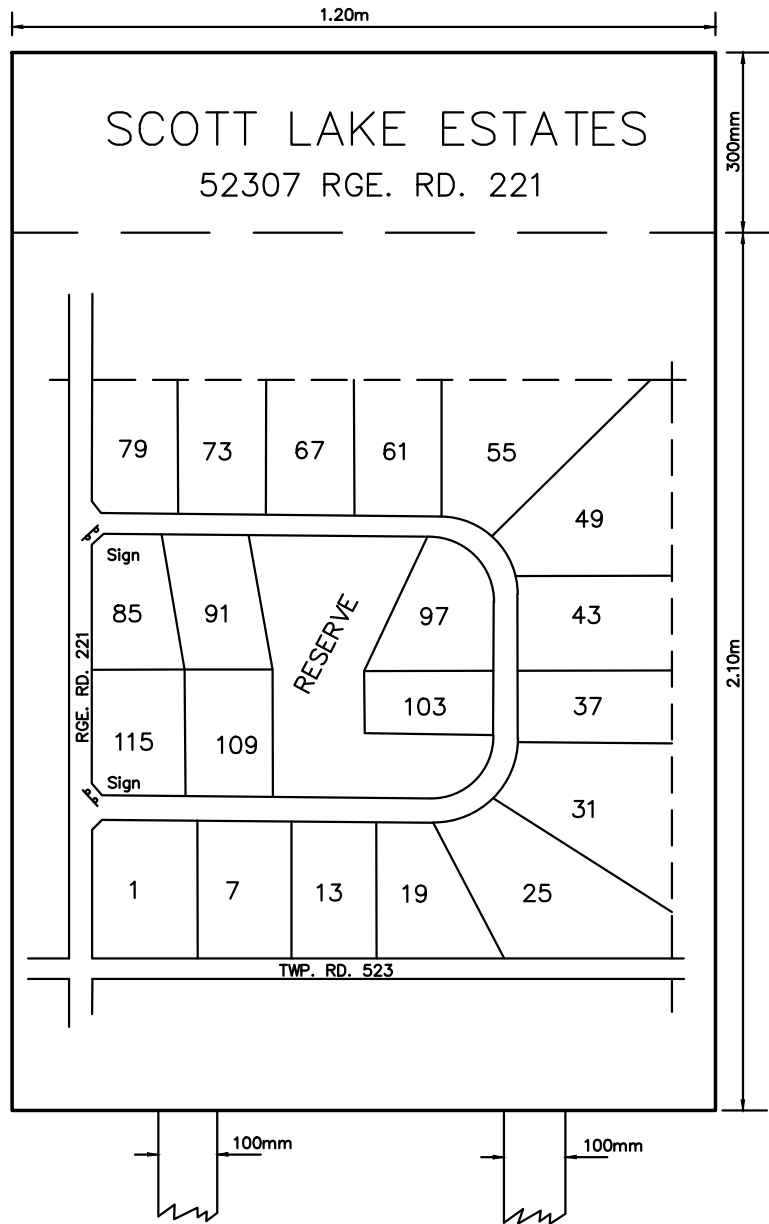 1.20m
SCOTT LAKE ESTATES
52307 RGE. RD. 221
300mm
79
73
67
61
55
49
Sign
85
91
RESERVE
97
43
RGE. RD. 221
2.10m
115
109
103
37
Sign
31
1
7
13
19
25
TWP. RD. 523
100mm
100mm